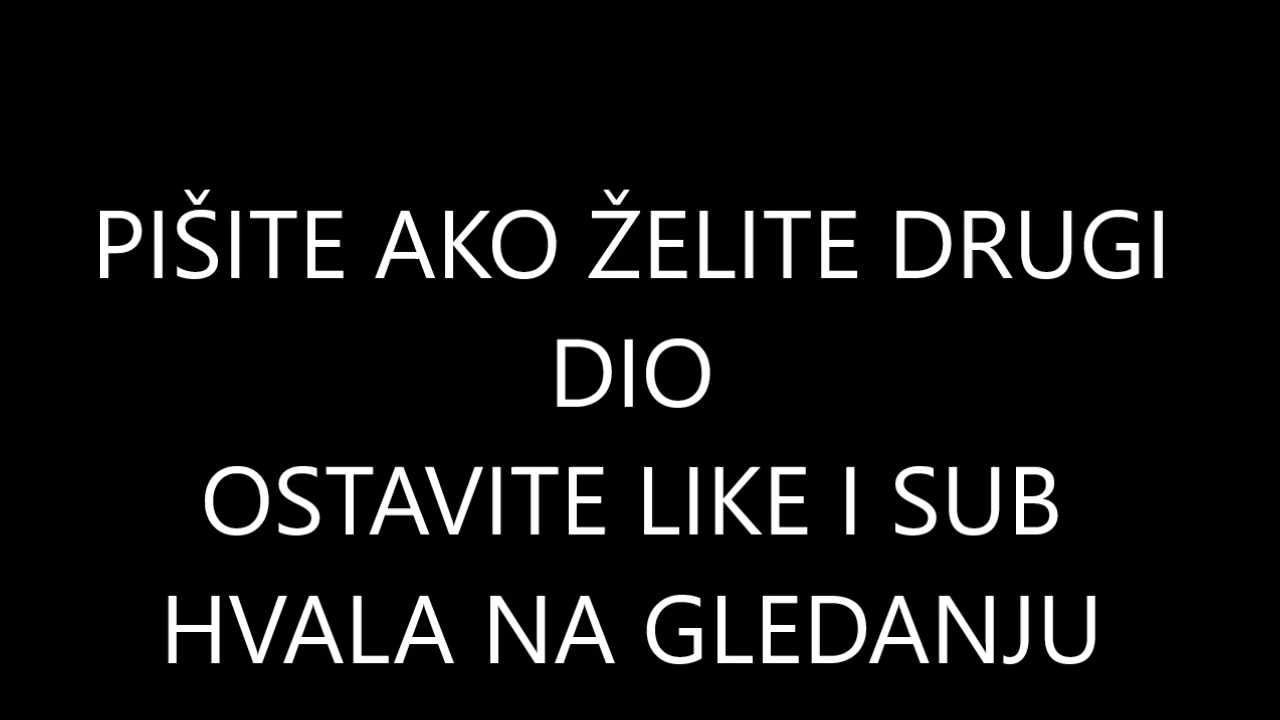 PIŠITE AKO ŽELITE DRUGI
DIO
OSTAVITE LIKE I SUB
HVALA NA GLEDANJU